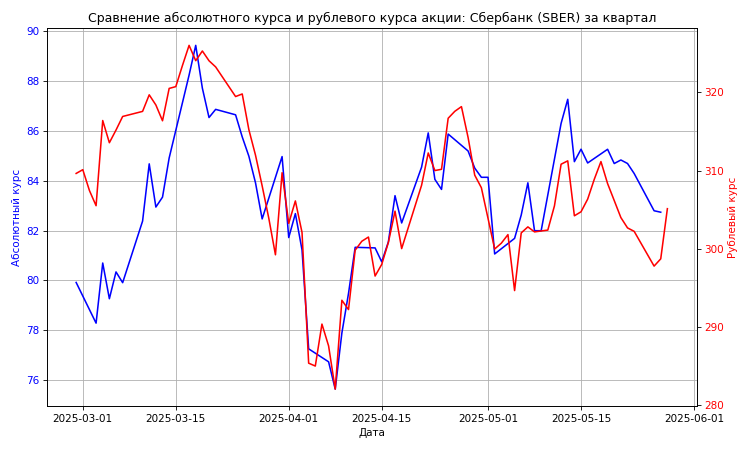 Сравнение абсолютного курса и рублевого курса акции: Сбербанк (SBER) за квартал
90
88
86
84
82
80
78
76
Абсолютный курс
320
310
300
290
280
Рублевый курс
2025-03-01 2025-03-15 2025-04-01 2025-04-15 2025-05-01 2025-05-15 2025-06-01
Дата